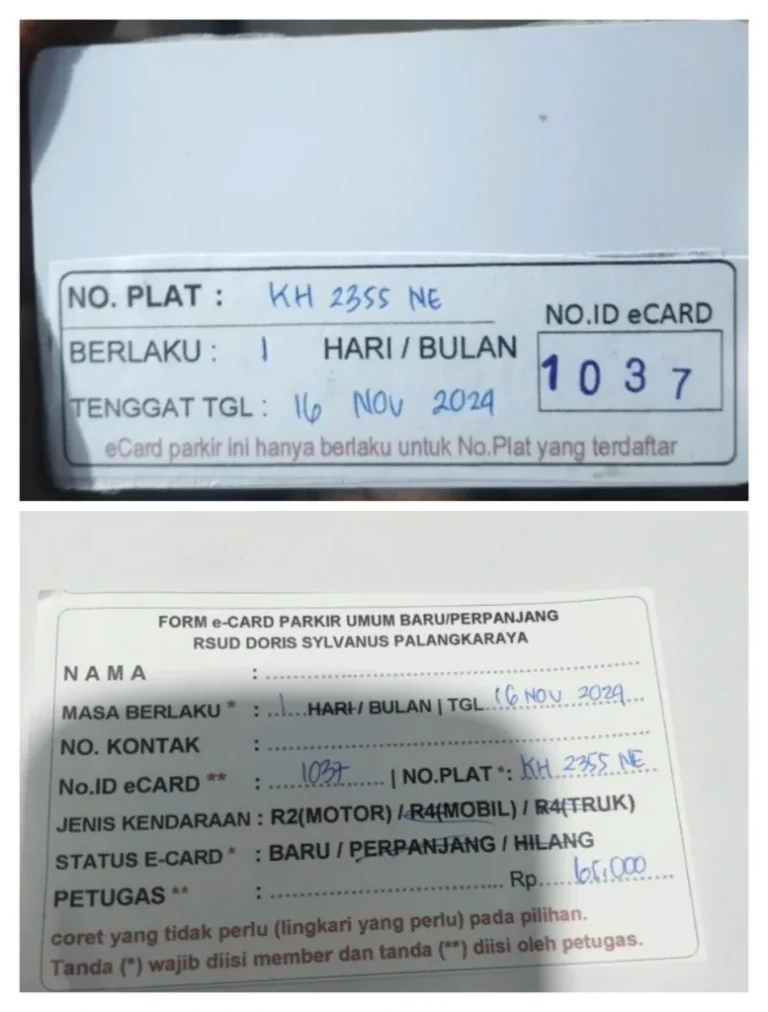 NO. PLAT : KH 2355 NE
NO.ID eCARD
BERLAKU : 1 HARI / BULAN
1037
TENGGAT TGL : 16 NOV 2024
eCard parkir ini hanya berlaku untuk No.Plat yang terdaftar
FORM e-CARD PARKIR UMUM BARU/PERPANJANG
RSUD DORIS SYLVANUS PALANGKARAYA
NAMA :
MASA BERLAKU * : 1 HARI / BULAN | TGL. 16 NOV 2024
NO. KONTAK :
No.ID eCARD ** : 1037 | NO.PLAT *: KH 2355 NE
JENIS KENDARAAN : R2(MOTOR) / R4(MOBIL) / R4(TRUK)
STATUS E-CARD * : BARU / PERPANJANG / HILANG
PETUGAS ** : Rp. 65,000
coret yang tidak perlu (lingkari yang perlu) pada pilihan.
Tanda (*) wajib diisi member dan tanda (**) diisi oleh petugas.